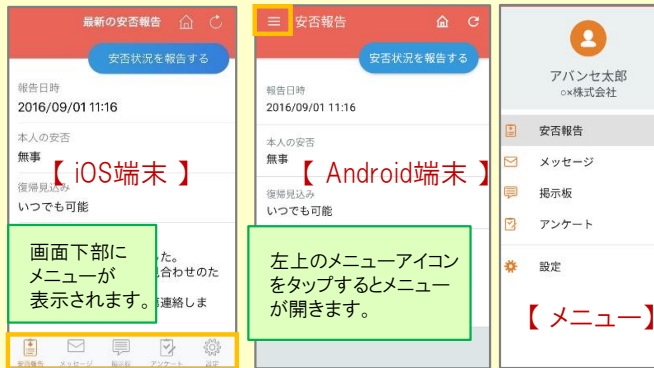 最新の安否報告
安否状況を報告する
報告日時
2016/09/01 11:16
本人の安否
無事
復帰見込み
いつでも可能
【 iOS端末 】
した。
見合わせのた
連絡しま
画面下部に
メニューが
表示されます。
安否報告
メッセージ
掲示板
アンケート
設定
安否報告
安否状況を報告する
報告日時
2016/09/01 11:16
本人の安否
無事
復帰見込み
いつでも可能
【 Android端末 】
左上のメニューアイコン
をタップするとメニュー
が開きます。
アバンセ太郎
○×株式会社
安否報告
メッセージ
掲示板
アンケート
設定
【 メニュー】